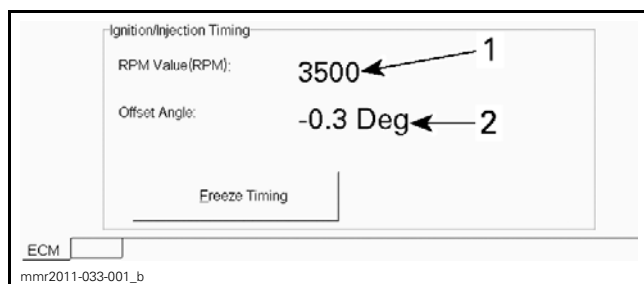 Ignition/Injection Timing
RPM Value(RPM): 3500 1
Offset Angle: -0.3 Deg 2
Freeze Timing
ECM
mmr2011-033-001_b